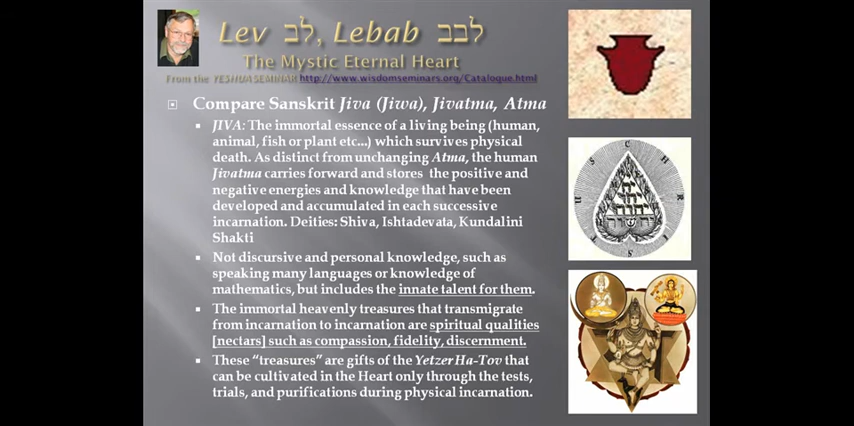 Lev לב, Lebab לבב
The Mystic Eternal Heart
From the YESHUA SEMINAR http://www.wisdomseminars.org/Catalogue.html
Compare Sanskrit Jiva (Jiwa), Jivatma, Atma
JIVA: The immortal essence of a living being (human,
animal, fish or plant etc...) which survives physical
death. As distinct from unchanging Atma, the human
Jivatma carries forward and stores the positive and
negative energies and knowledge that have been
developed and accumulated in each successive
incarnation. Deities: Shiva, Ishtadevata, Kundalini
Shakti
Not discursive and personal knowledge, such as
speaking many languages or knowledge of
mathematics, but includes the innate talent for them.
The immortal heavenly treasures that transmigrate
from incarnation to incarnation are spiritual qualities
[nectars] such as compassion, fidelity, discernment.
These “treasures” are gifts of the Yetzer Ha-Tov that
can be cultivated in the Heart only through the tests,
trials, and purifications during physical incarnation.